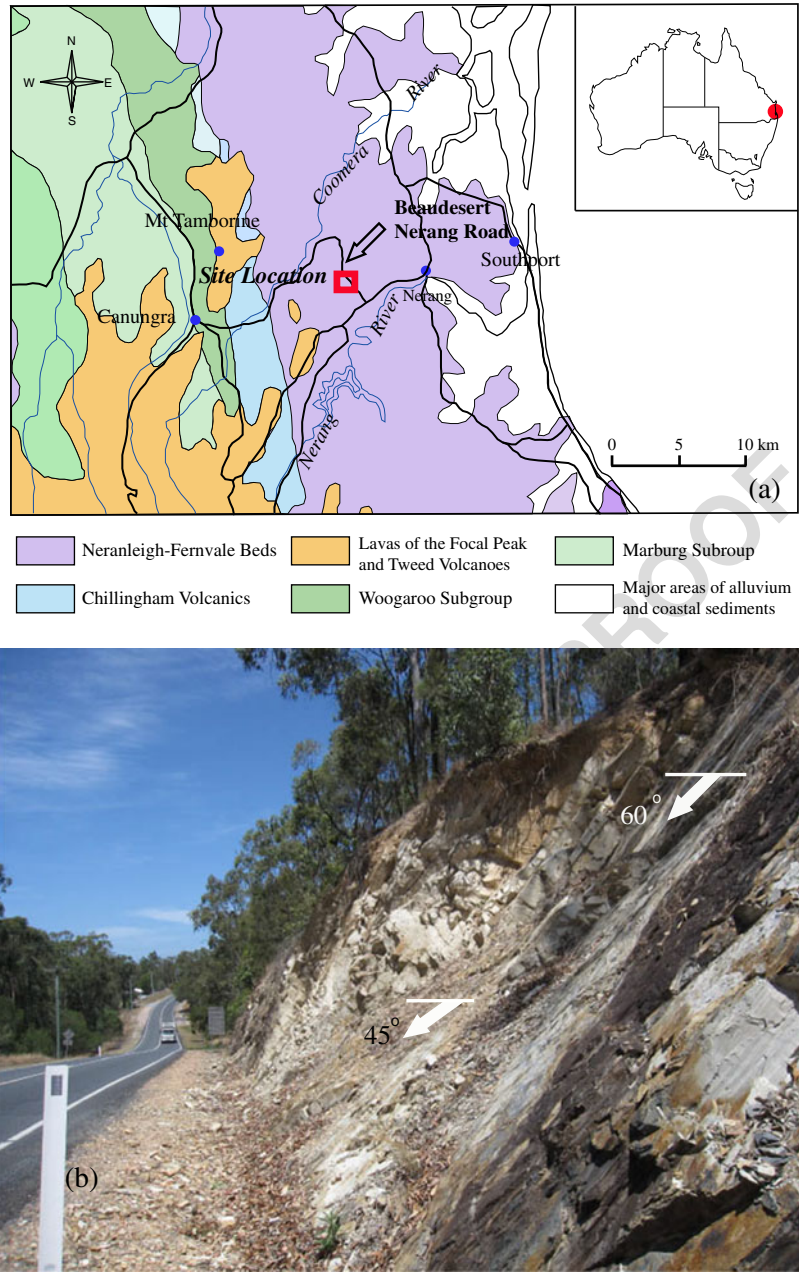 N
W
E
S
River
Coomera
Beaudesert
Nerang Road
Mt Tamborine
Southport
Site Location
Nerang
Canungra
River
Nerang
0 5 10 km
(a)
Neranleigh-Fernvale Beds
Lavas of the Focal Peak
and Tweed Volcanoes
Marburg Subroup
Chillingham Volcanics
Woogaroo Subgroup
Major areas of alluvium
and coastal sediments
PROOF
60°
45°
(b)